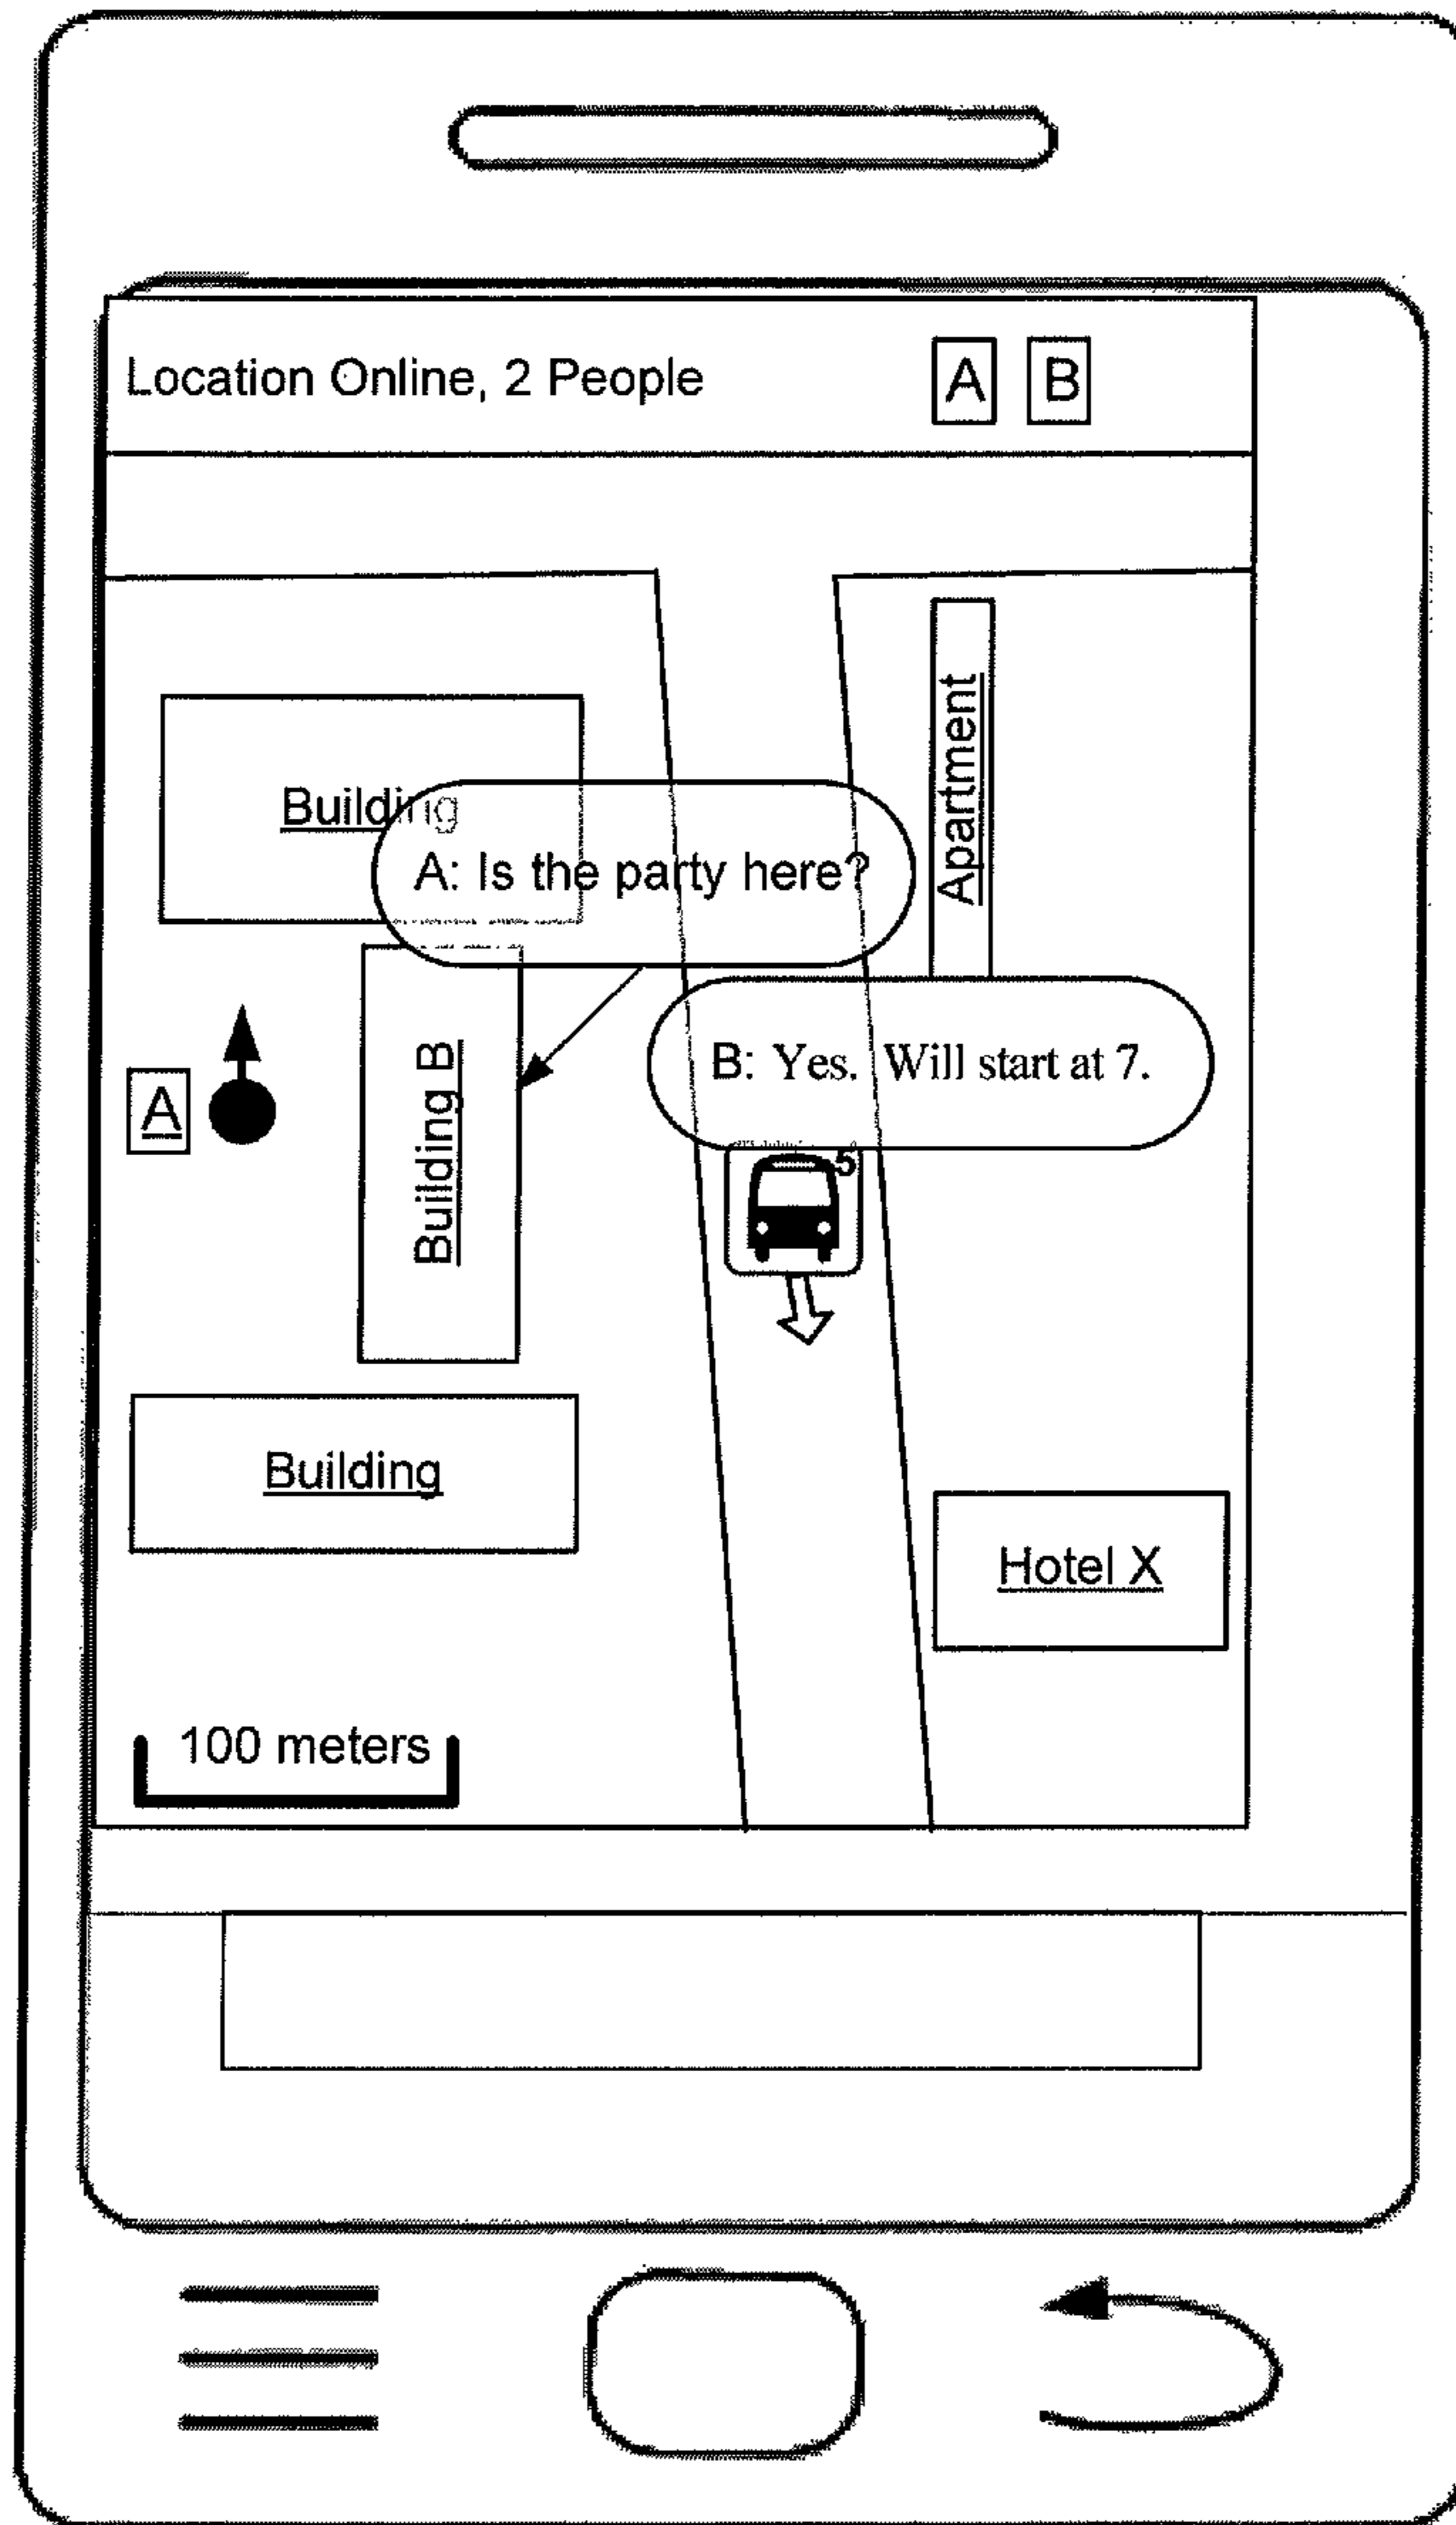 Location Online, 2 People
A B
Building
Apartment
A: Is the party here?
B: Yes. Will start at 7.
A
Building B
5
Building
Hotel X
100 meters